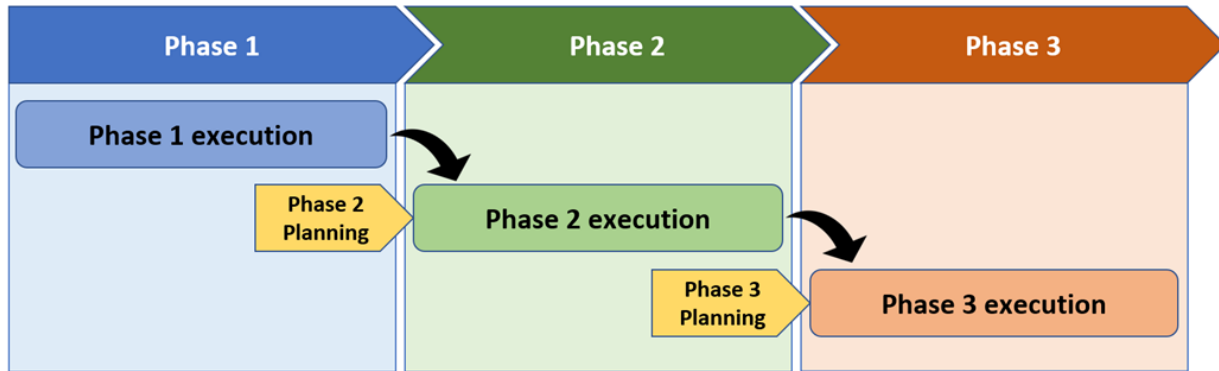 Phase 1
Phase 2
Phase 3
Phase 1 execution
Phase 2
Planning
Phase 2 execution
Phase 3
Planning
Phase 3 execution